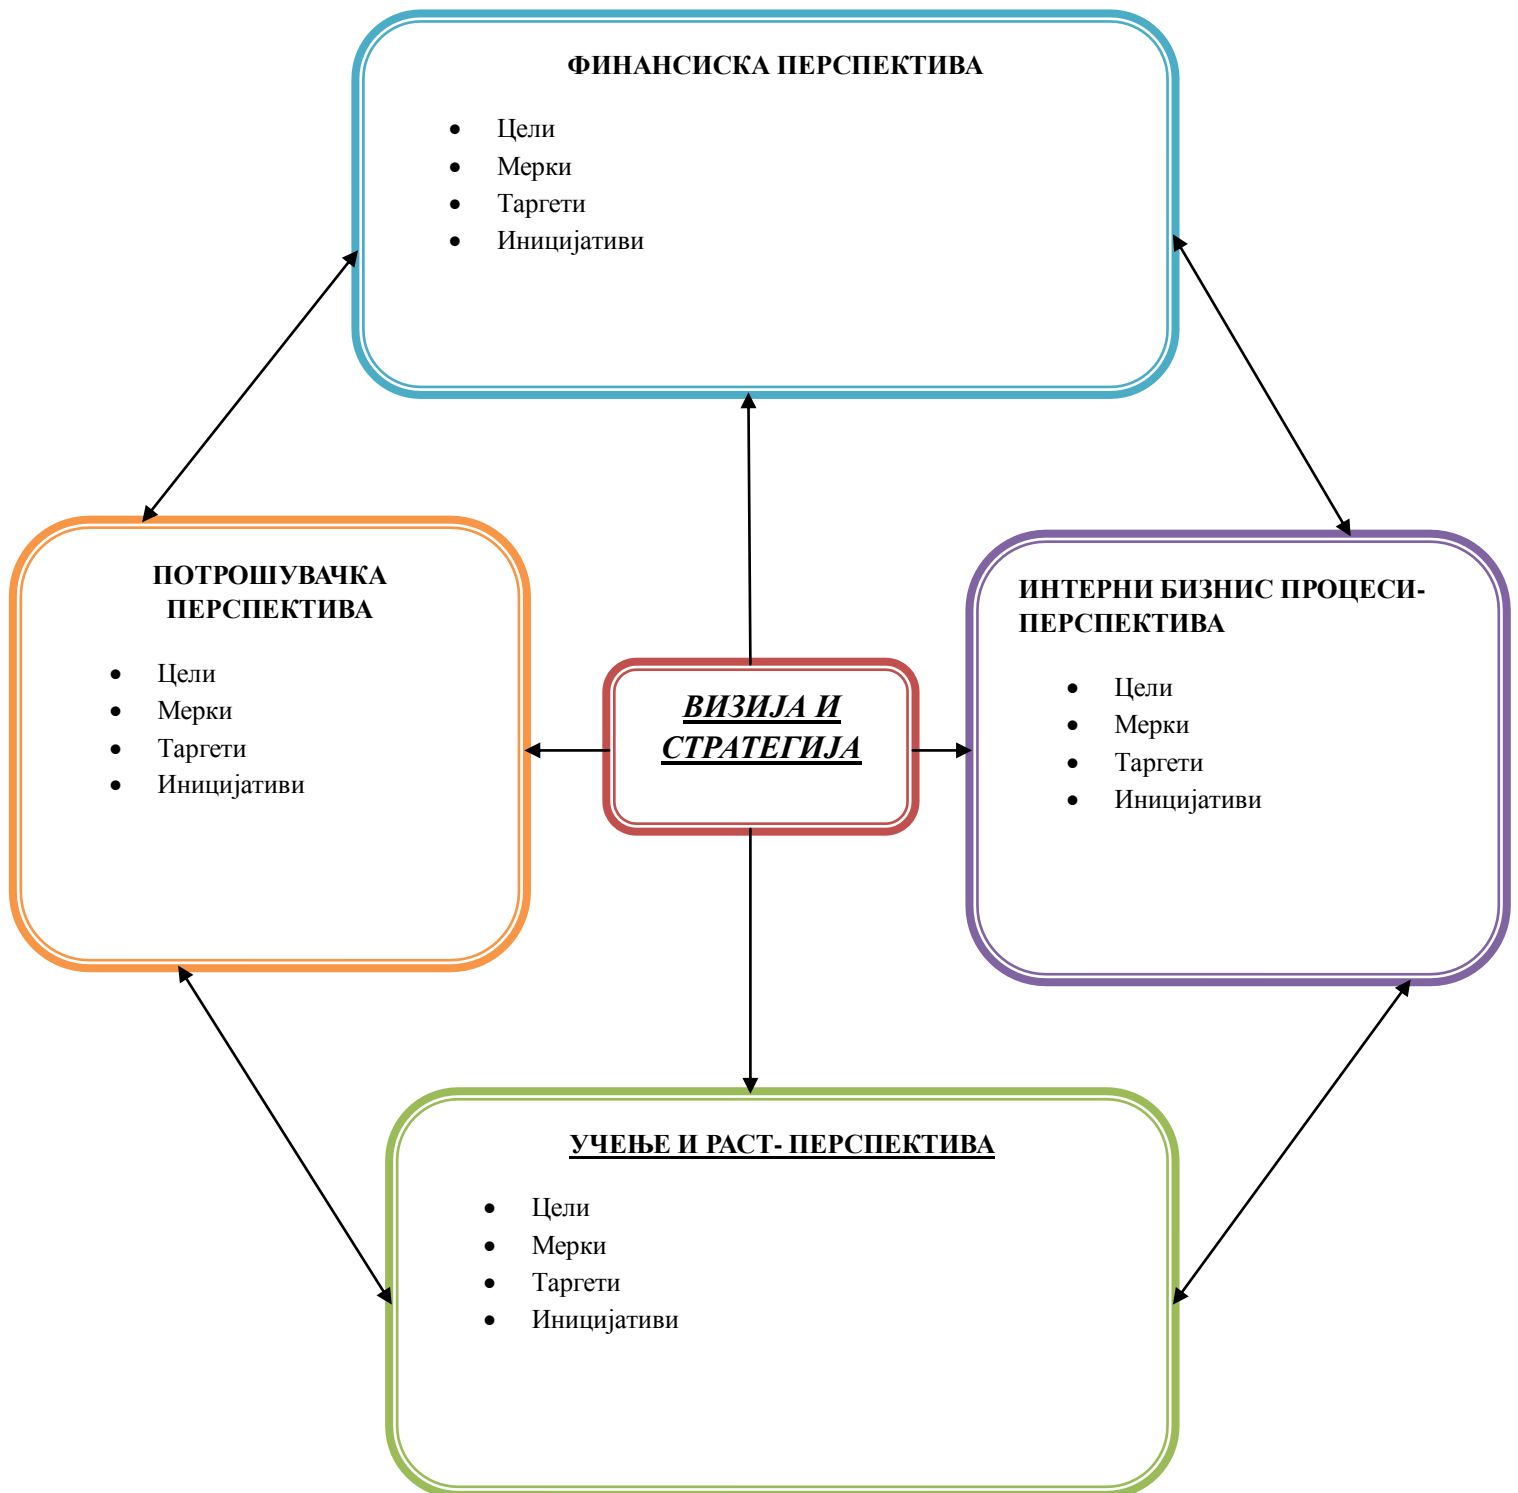 ФИНАНСИСКА ПЕРСПЕКТИВА
• Цели
• Мерки
• Таргети
• Иницијативи
ПОТРОШУВАЧКА
ПЕРСПЕКТИВА
• Цели
• Мерки
• Таргети
• Иницијативи
ВИЗИЈА И
СТРАТЕГИЈА
ИНТЕРНИ БИЗНИС ПРОЦЕСИ-
ПЕРСПЕКТИВА
• Цели
• Мерки
• Таргети
• Иницијативи
УЧЕЊЕ И РАСТ- ПЕРСПЕКТИВА
• Цели
• Мерки
• Таргети
• Иницијативи